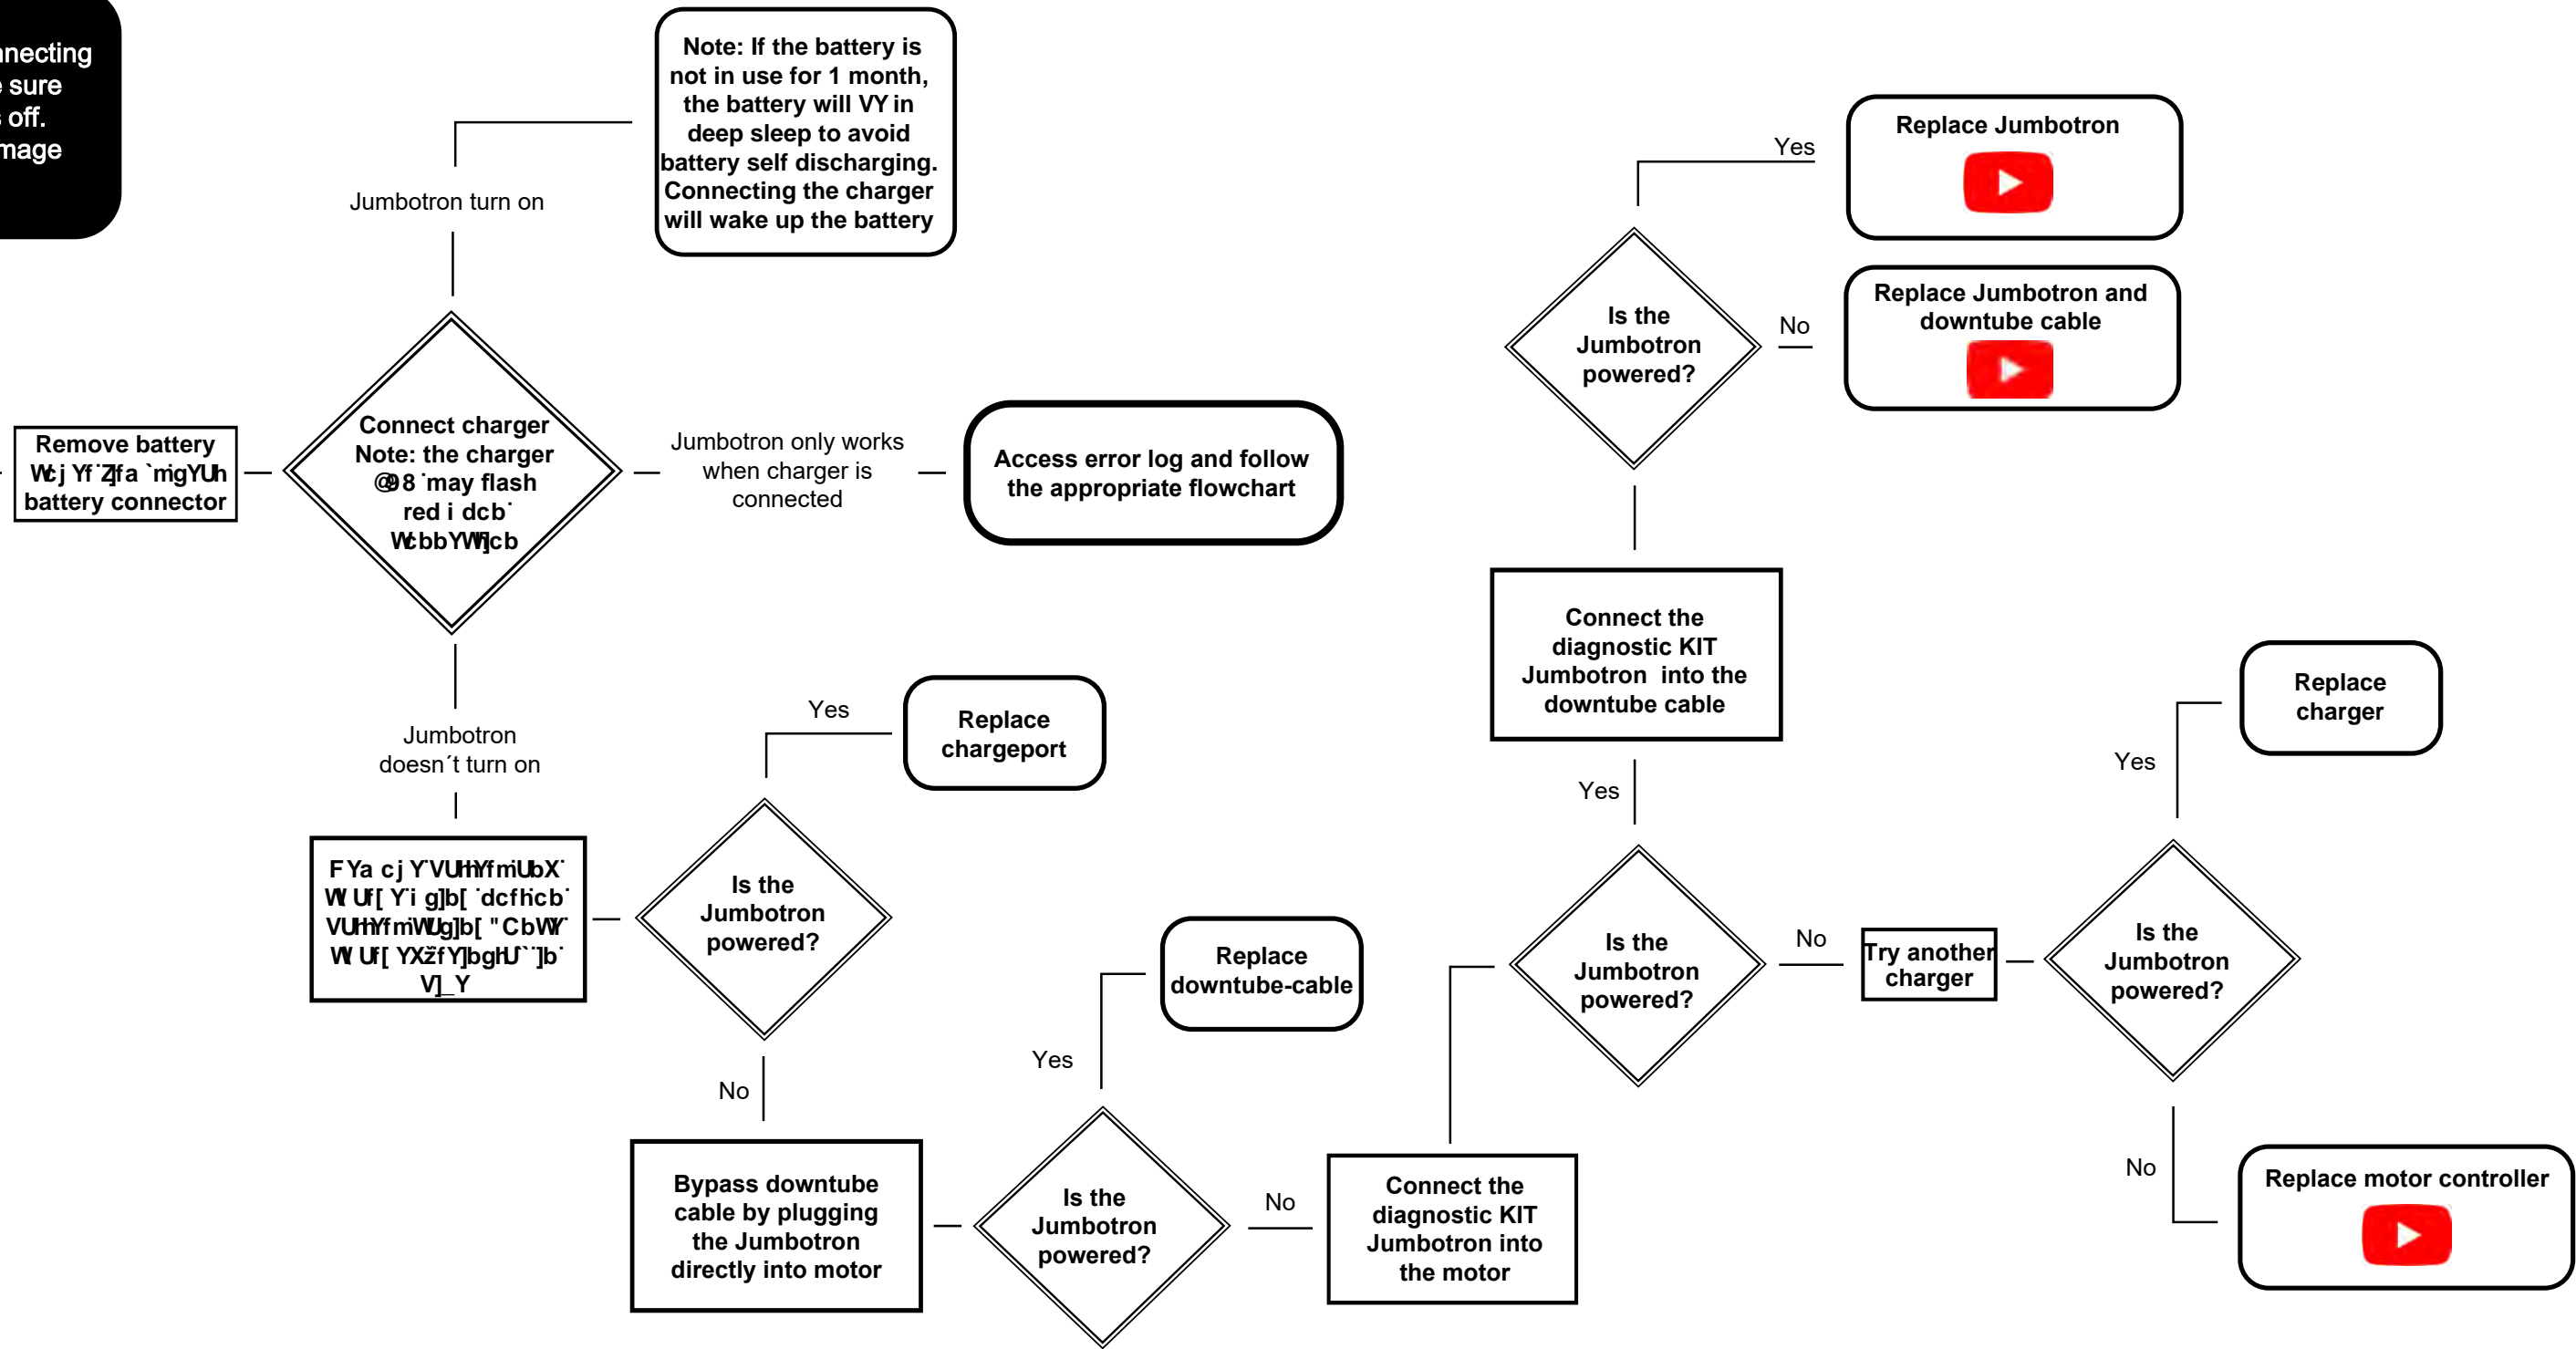 nnecting
e sure
s off.
mage
Note: If the battery is
not in use for 1 month,
the battery will VY in
deep sleep to avoid
battery self discharging.
Connecting the charger
will wake up the battery
Jumbotron turn on
Remove battery
battery connector
Connect charger
Note: the charger
may flash
red i dcb
Jumbotron only works
when charger is
connected
Access error log and follow
the appropriate flowchart
Jumbotron
doesn´t turn on
Is the
Jumbotron
powered?
Yes
Replace
chargeport
No
Bypass downtube
cable by plugging
the Jumbotron
directly into motor
Is the
Jumbotron
powered?
Yes
Replace
downtube-cable
No
Connect the
diagnostic KIT
Jumbotron into
the motor
Is the
Jumbotron
powered?
Yes
Connect the
diagnostic KIT
Jumbotron into the
downtube cable
Is the
Jumbotron
powered?
Yes
Replace Jumbotron
No
Replace Jumbotron and
downtube cable
No
Try another
charger
Is the
Jumbotron
powered?
Yes
Replace
charger
No
Replace motor controller